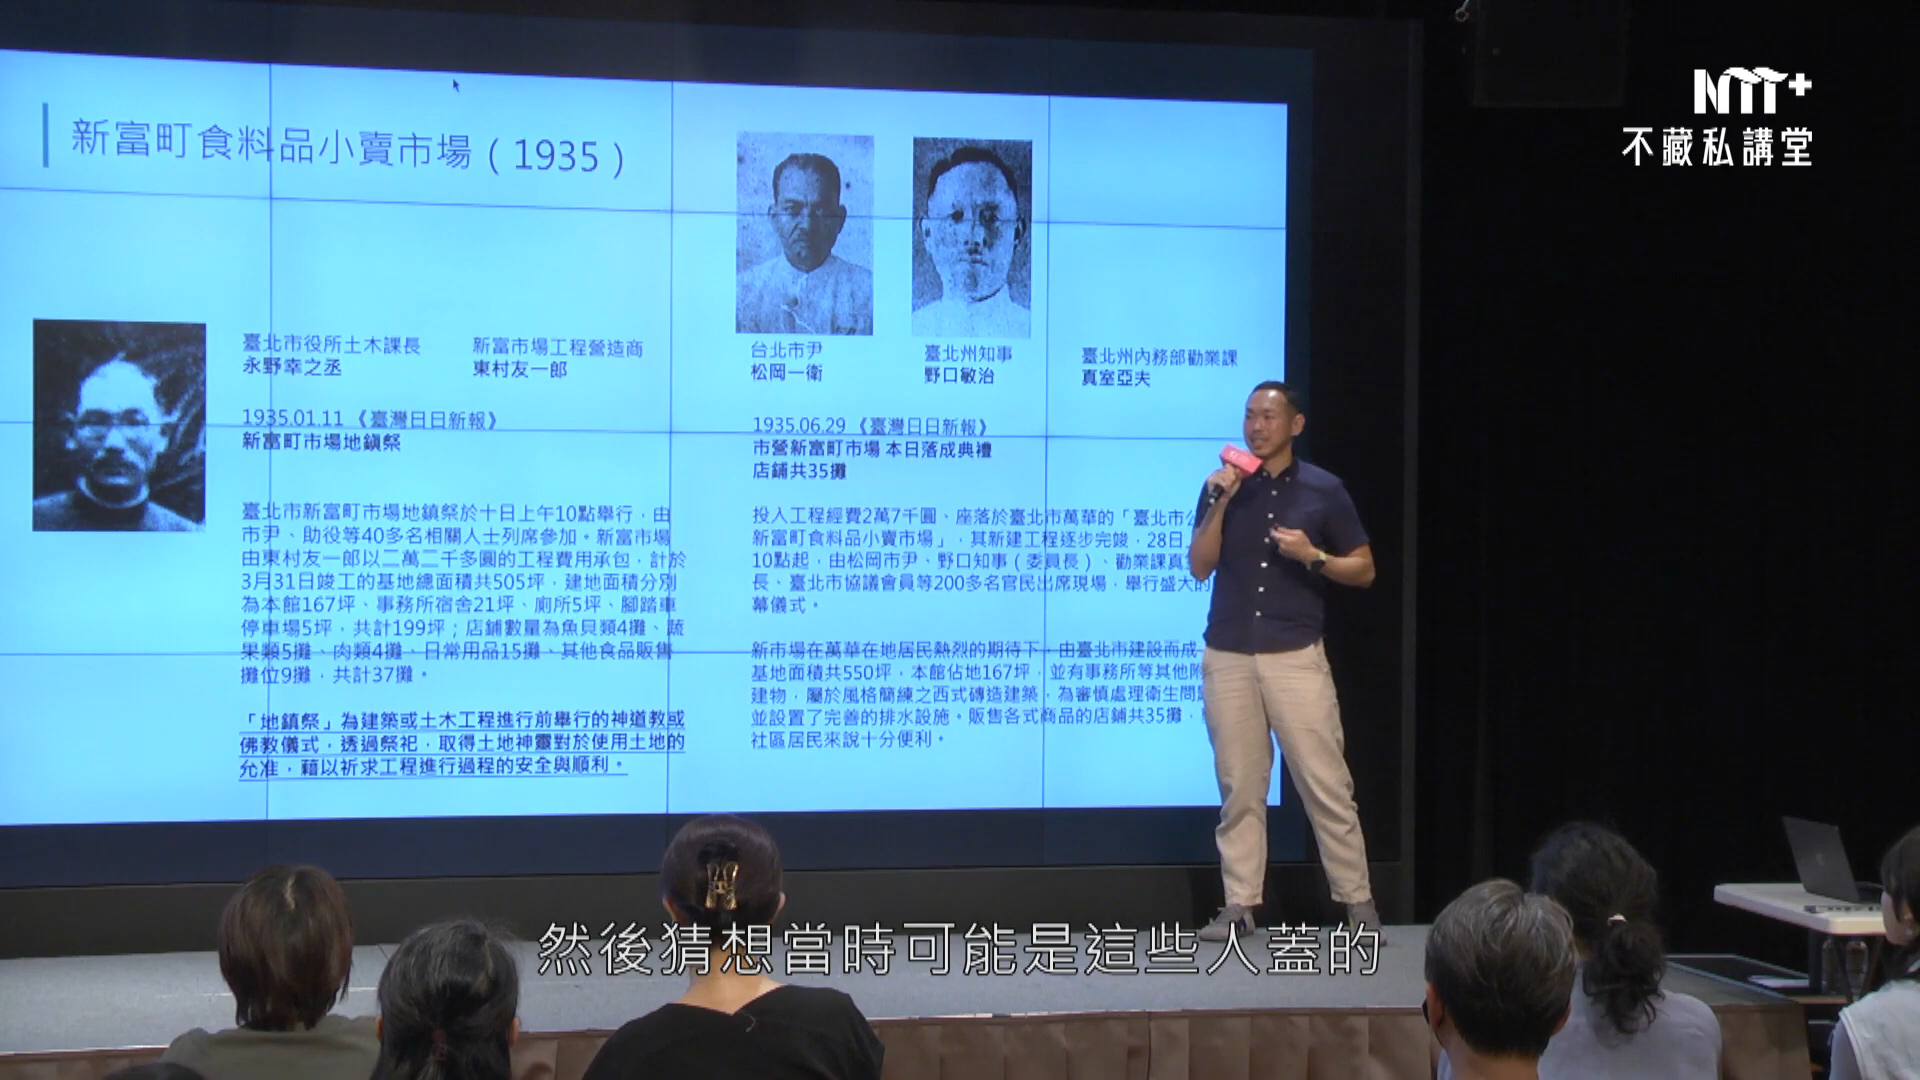 NTT+
不藏私講堂
新富町食料品小賣市場（1935）
臺北市役所土木課長
永野幸之丞
新富市場工程營造商
東村友一郎
1935.01.11《臺灣日日新報》
新富町市場地鎮祭
臺北市新富町市場地鎮祭於十日上午10點舉行，由
市尹、助役等40多名相關人士列席參加。新富市場
由東村友一郎以二萬二千多圓的工程費用承包，計於
3月31日竣工的基地總面積共505坪，建地面積分別
為本館167坪、事務所宿舍21坪、廁所5坪、腳踏車
停車場5坪，共計199坪；店鋪數量為魚貝類4攤、蔬
果類5攤、肉類4攤、日常用品15攤、其他食品販售
攤位9攤，共計37攤。
「地鎮祭」為建築或土木工程進行前舉行的神道教或
佛教儀式，透過祭祀，取得土地神靈對於使用土地的
允准，藉以祈求工程進行過程的安全與順利。
台北市尹
松岡一衛
臺北州知事
野口敏治
臺北州內務部勸業課
真室亞夫
1935.06.29《臺灣日日新報》
市營新富町市場 本日落成典禮
店鋪共35攤
投入工程經費2萬7千圓、座落於臺北市萬華的「臺北市公
新富町食料品小賣市場」，其新建工程逐步完竣，28日
10點起，由松岡市尹、野口知事（委員長）、勸業課真
長、臺北市協議會員等200多名官民出席現場，舉行盛大的
幕儀式。
新市場在萬華在地居民熱烈的期待下，由臺北市建設而成
基地面積共550坪，本館佔地167坪，並有事務所等其他附
建物，屬於風格簡練之西式磚造建築，為審慎處理衛生問題
並設置了完善的排水設施。販售各式商品的店鋪共35攤，
社區居民來說十分便利。
然後猜想當時可能是這些人蓋的